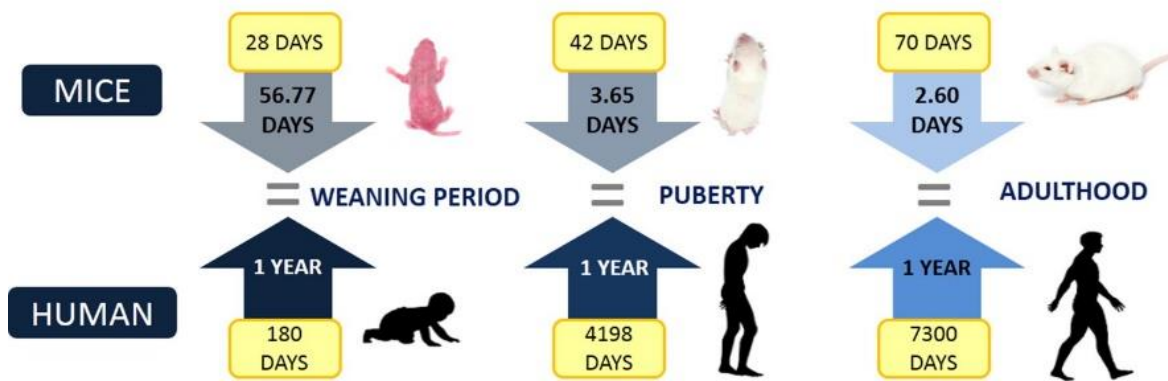 28 DAYS
42 DAYS
70 DAYS
MICE
56.77
DAYS
3.65
DAYS
2.60
DAYS
= WEANING PERIOD
= PUBERTY
= ADULTHOOD
1 YEAR
1 YEAR
1 YEAR
HUMAN
180
DAYS
4198
DAYS
7300
DAYS